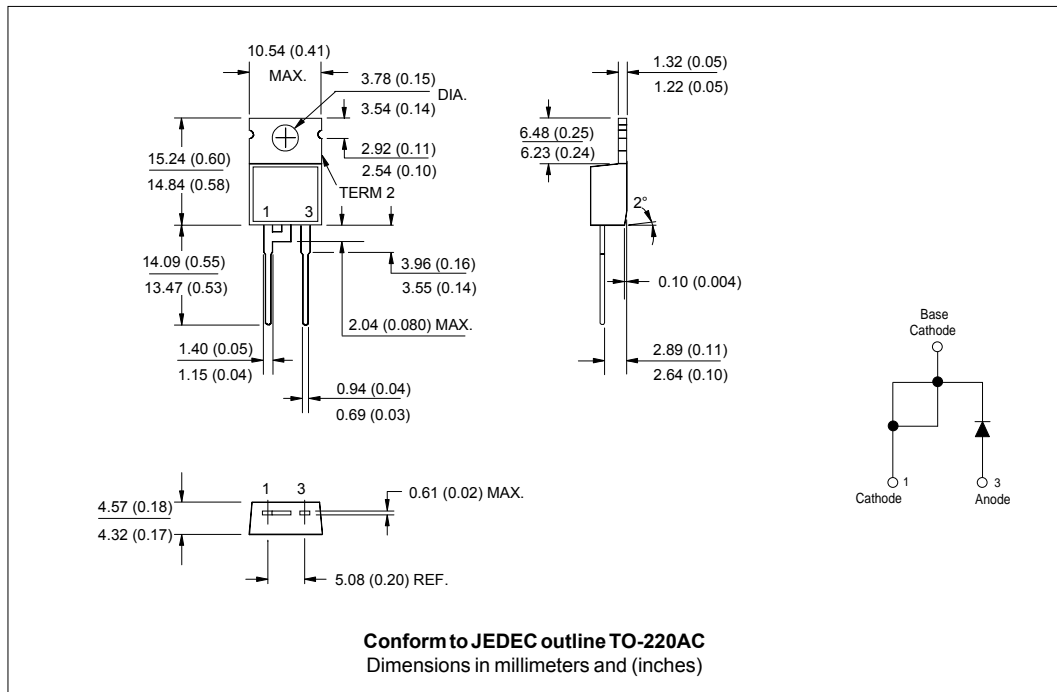 10.54 (0.41)
MAX.
3.78 (0.15)
DIA.
3.54 (0.14)
2.92 (0.11)
2.54 (0.10)
TERM 2
15.24 (0.60)
14.84 (0.58)
1 3
14.09 (0.55)
13.47 (0.53)
3.96 (0.16)
3.55 (0.14)
2.04 (0.080) MAX.
1.40 (0.05)
1.15 (0.04)
0.94 (0.04)
0.69 (0.03)
1.32 (0.05)
1.22 (0.05)
6.48 (0.25)
6.23 (0.24)
2°
0.10 (0.004)
2.89 (0.11)
2.64 (0.10)
Base
Cathode
1
Cathode
3
Anode
1 3
0.61 (0.02) MAX.
4.57 (0.18)
4.32 (0.17)
5.08 (0.20) REF.
Conform to JEDEC outline TO-220AC
Dimensions in millimeters and (inches)